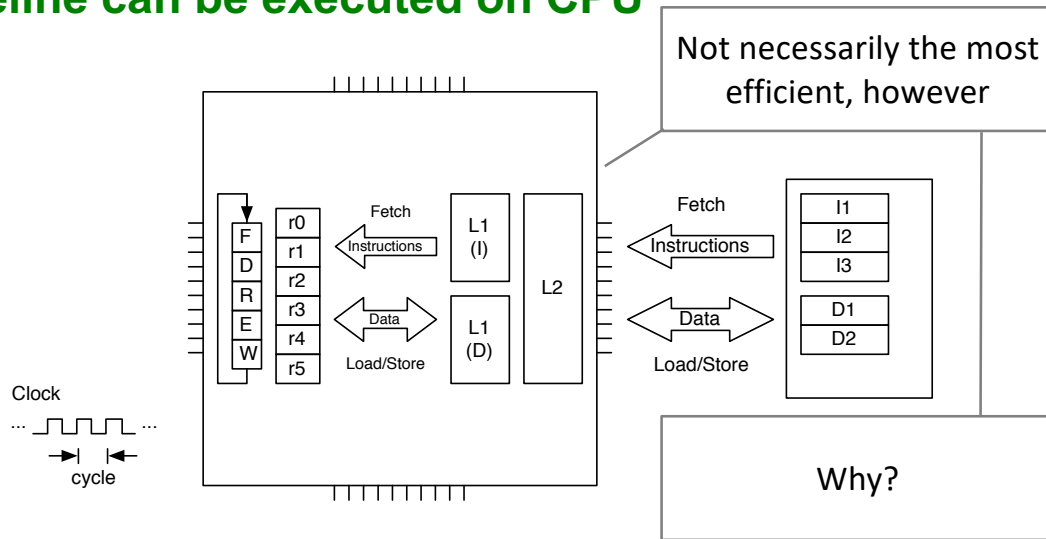 eline can be executed on CPU
Not necessarily the most
efficient, however
F
D
R
E
W
r0
r1
r2
r3
r4
r5
Fetch
Instructions
Data
Load/Store
L1
(I)
L1
(D)
L2
Fetch
Instructions
Data
Load/Store
I1
I2
I3
D1
D2
Clock
... ...
cycle
Why?